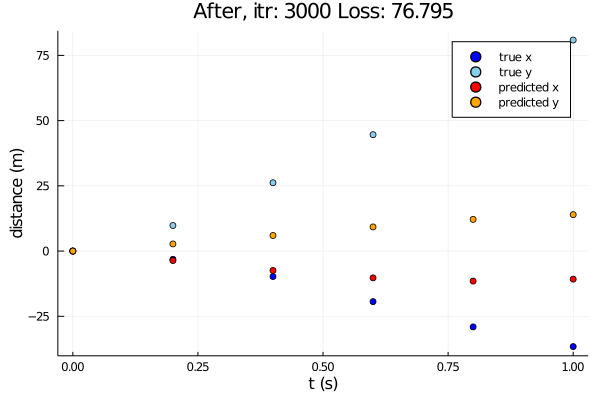 After, itr: 3000 Loss: 76.795
distance (m)
75
50
25
0
−25
true x
true y
predicted x
predicted y
0.00
0.25
0.50
0.75
1.00
t (s)